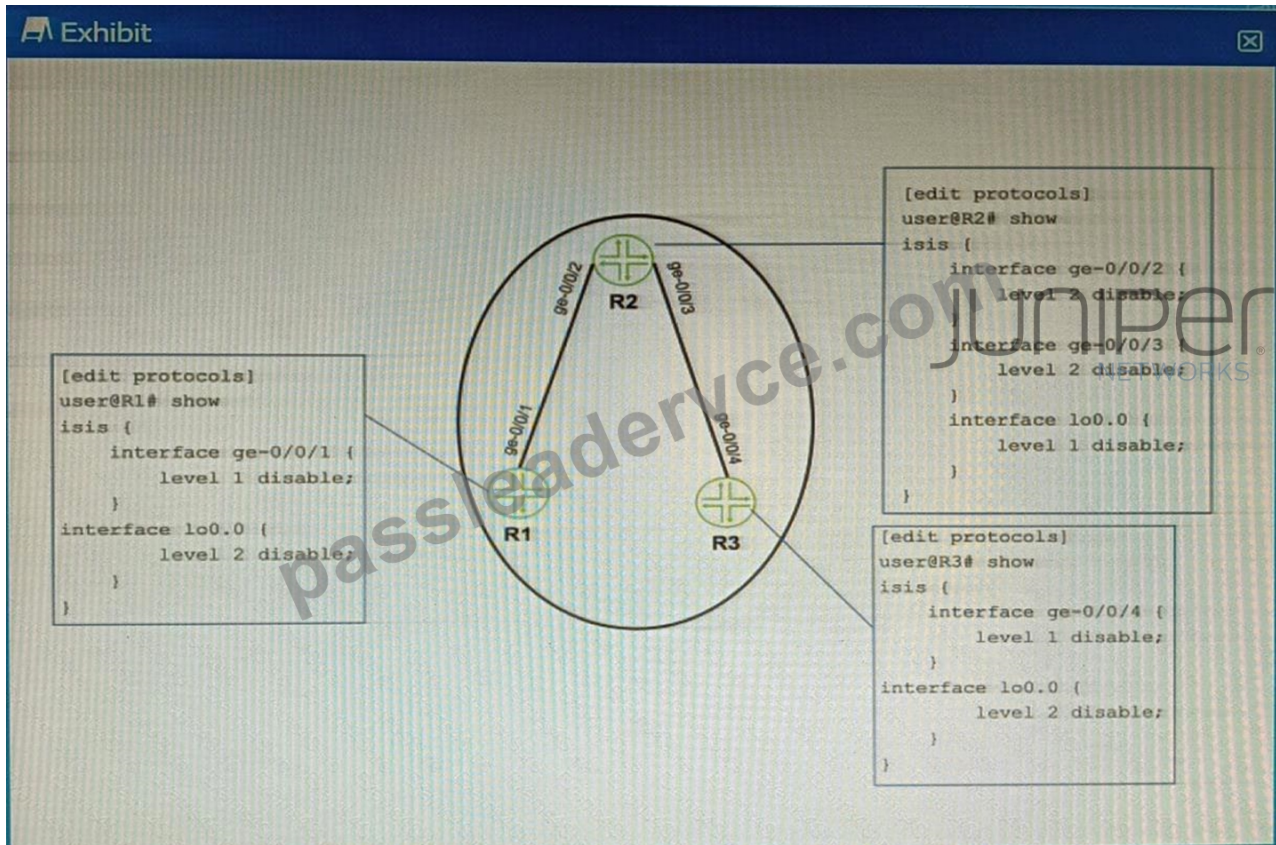 Exhibit
[edit protocols]
user@R2# show
isis {
interface ge-0/0/2 {
level 2 disable;
}
interface ge-0/0/3 {
level 2 disable;
}
interface lo0.0 {
level 1 disable;
}
}
ge-0/0/2
ge-0/0/3
R2
juniper
NETWORKS
[edit protocols]
user@R1# show
isis {
interface ge-0/0/1 {
level 1 disable;
}
interface lo0.0 {
level 2 disable;
}
}
ge-0/0/1
ge-0/0/4
R1
R3
[edit protocols]
user@R3# show
isis {
interface ge-0/0/4 {
level 1 disable;
}
interface lo0.0 {
level 2 disable;
}
}
passleadervce.com